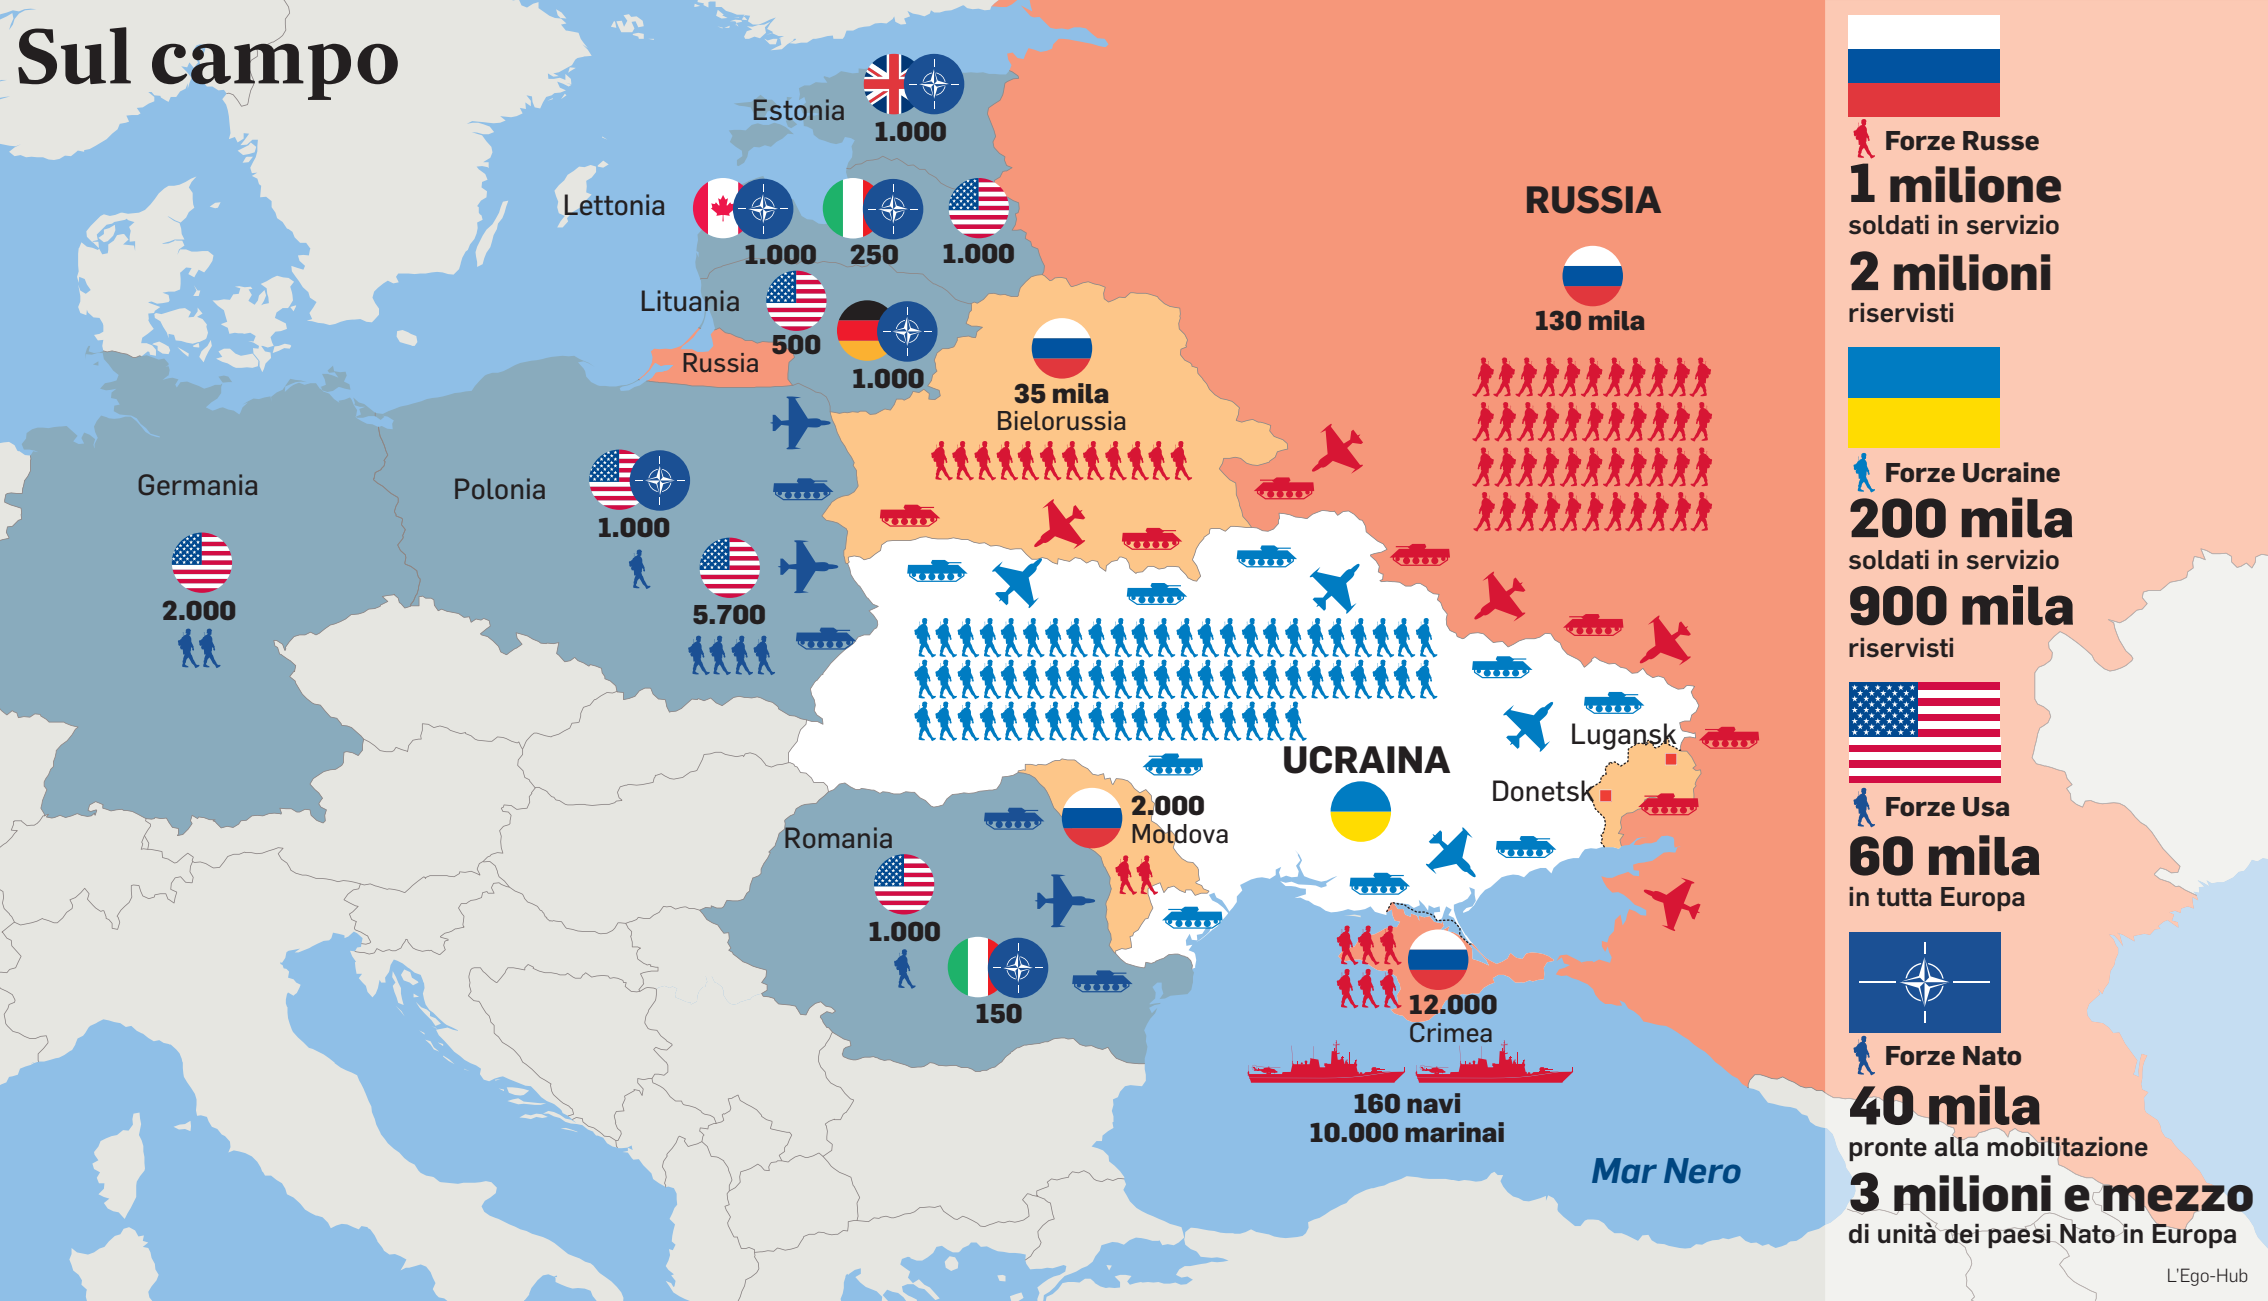 Sul campo
Estonia
1.000
Lettonia
1.000
250
1.000
Lituania
500
1.000
Russia
35 mila
Bielorussia
RUSSIA
130 mila
Germania
2.000
Polonia
1.000
5.700
UCRAINA
Lugansk
Donetsk
2.000
Moldova
Romania
1.000
150
12.000
Crimea
160 navi
10.000 marinai
Mar Nero
Forze Russe
1 milione
soldati in servizio
2 milioni
riservisti
Forze Ucraine
200 mila
soldati in servizio
900 mila
riservisti
Forze Usa
60 mila
in tutta Europa
Forze Nato
40 mila
pronte alla mobilitazione
3 milioni e mezzo
di unità dei paesi Nato in Europa
L'Ego-Hub